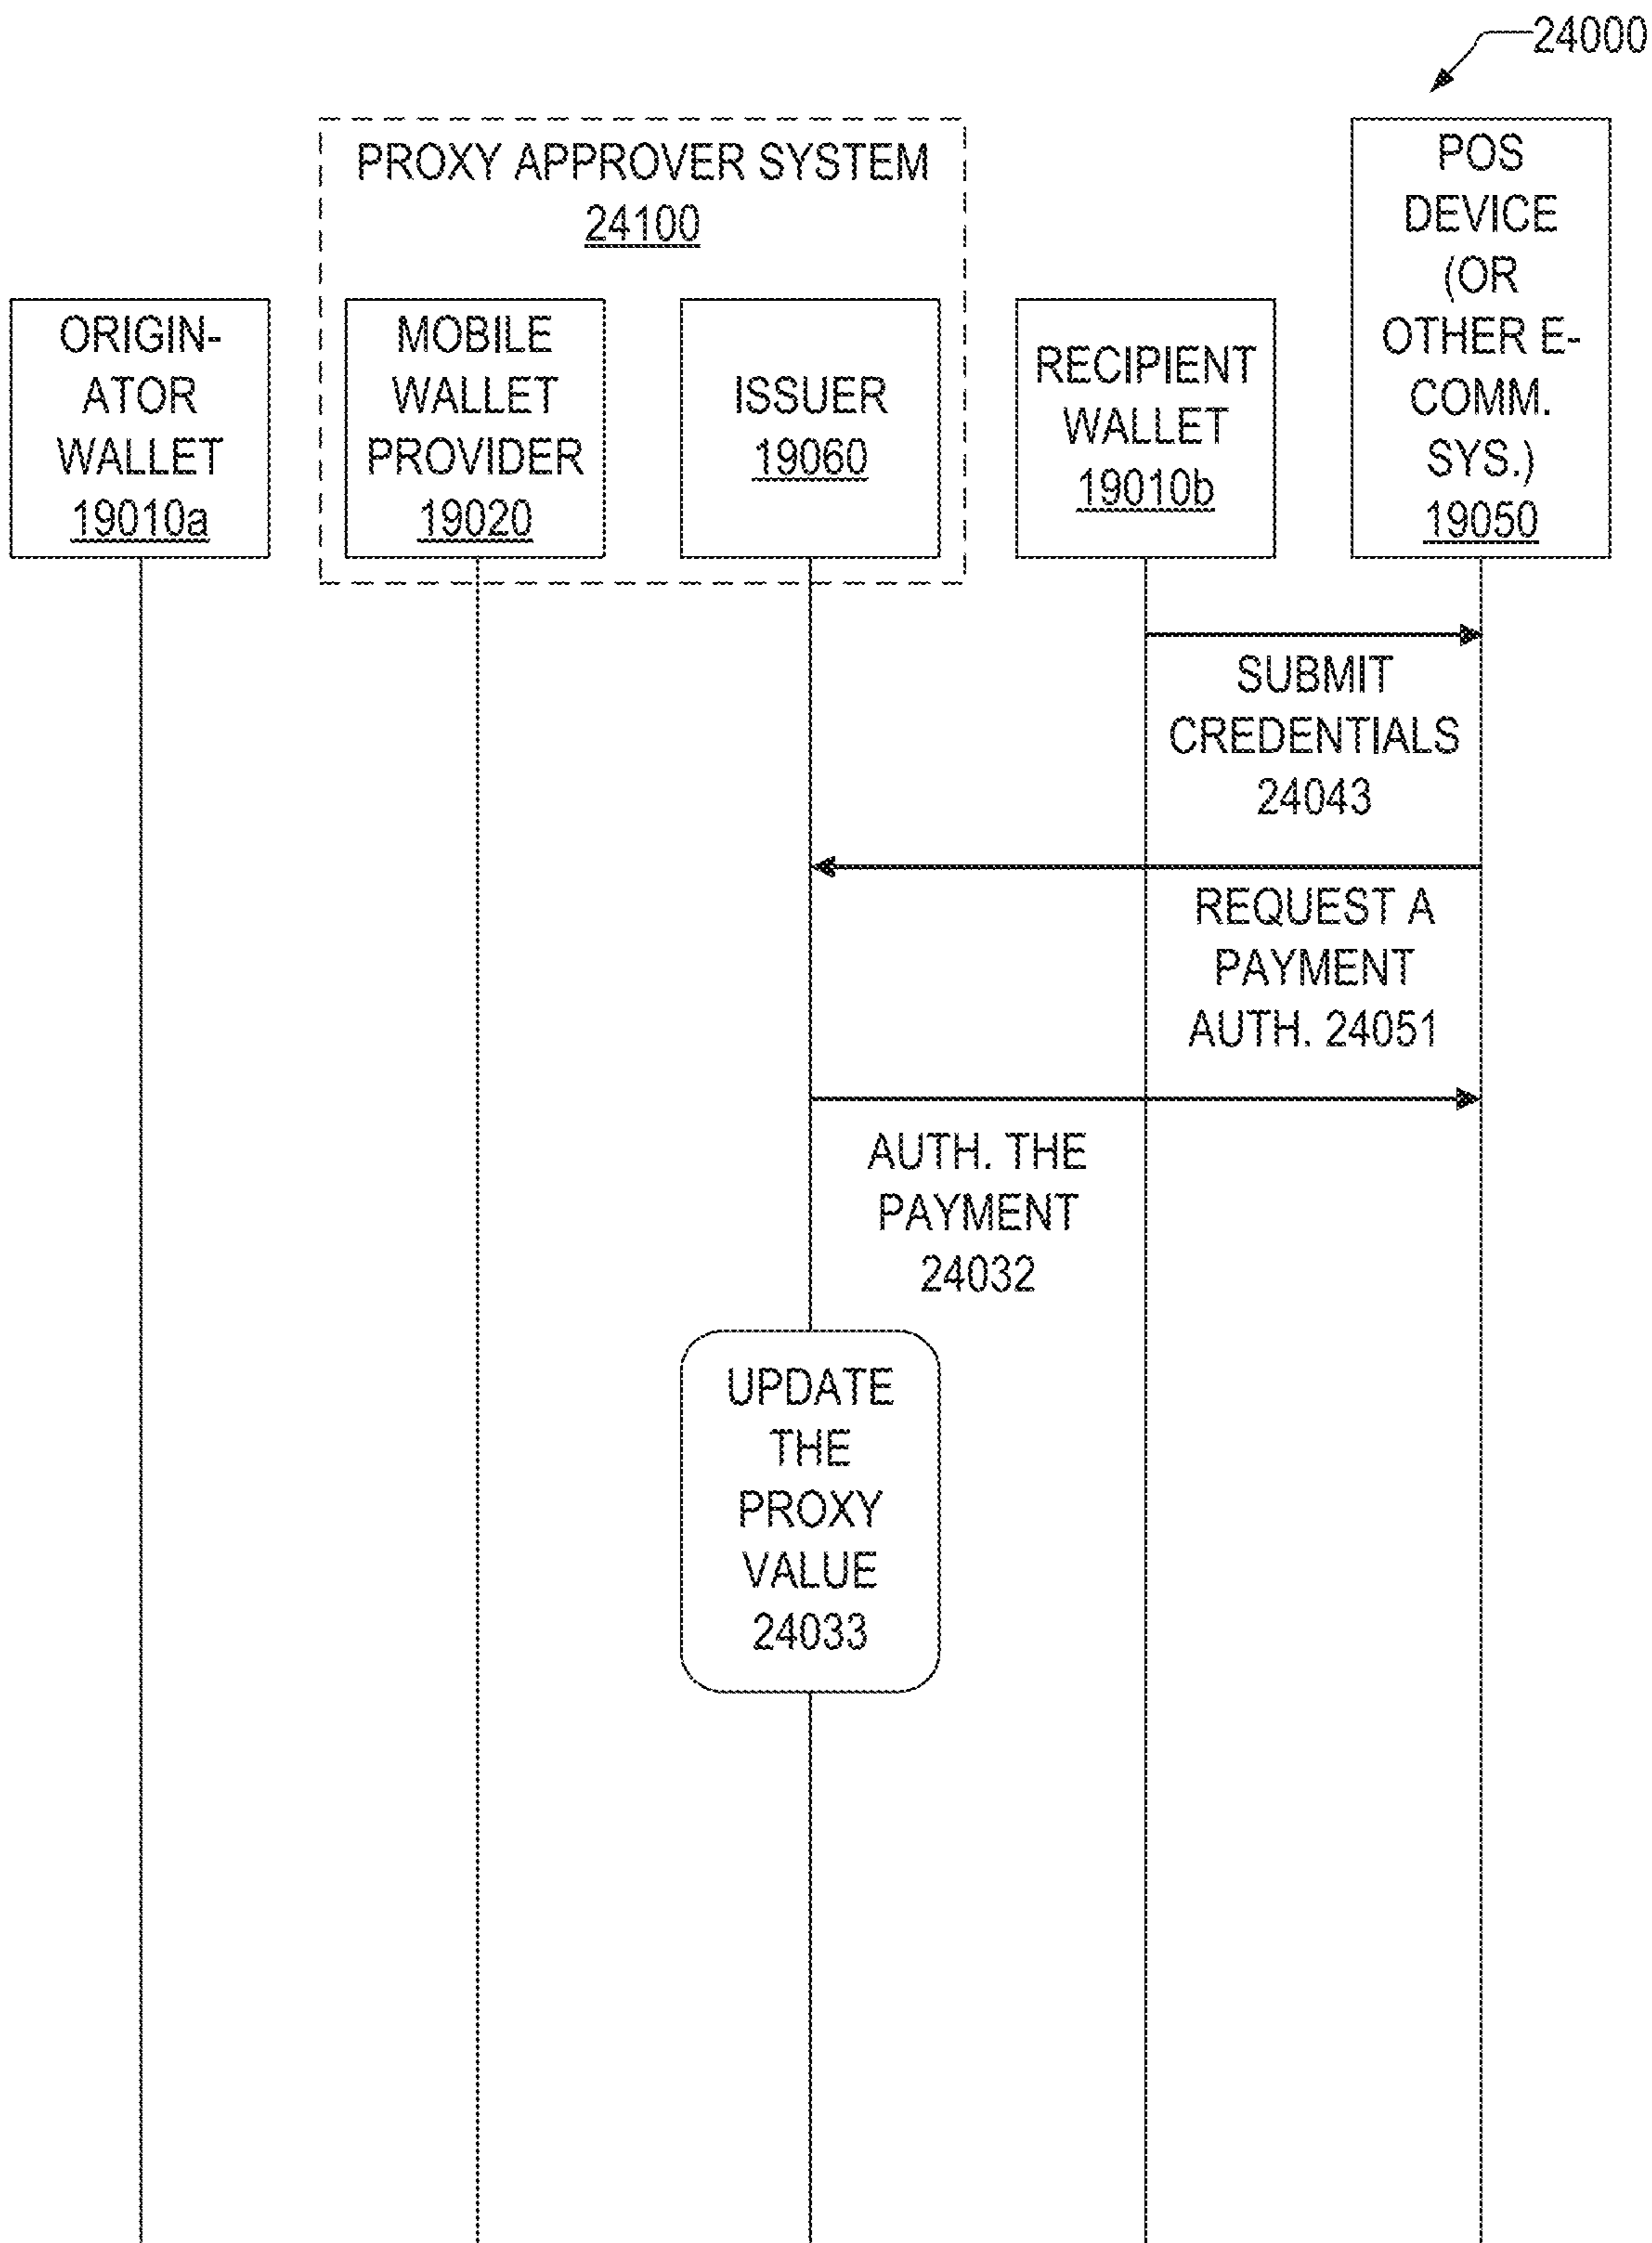 24000
PROXY APPROVER SYSTEM
24100
ORIGIN-
ATOR
WALLET
19010a
MOBILE
WALLET
PROVIDER
19020
ISSUER
19060
RECIPIENT
WALLET
19010b
POS
DEVICE
(OR
OTHER E-
COMM.
SYS.)
19050
SUBMIT
CREDENTIALS
24043
REQUEST A
PAYMENT
AUTH. 24051
AUTH. THE
PAYMENT
24032
UPDATE
THE
PROXY
VALUE
24033